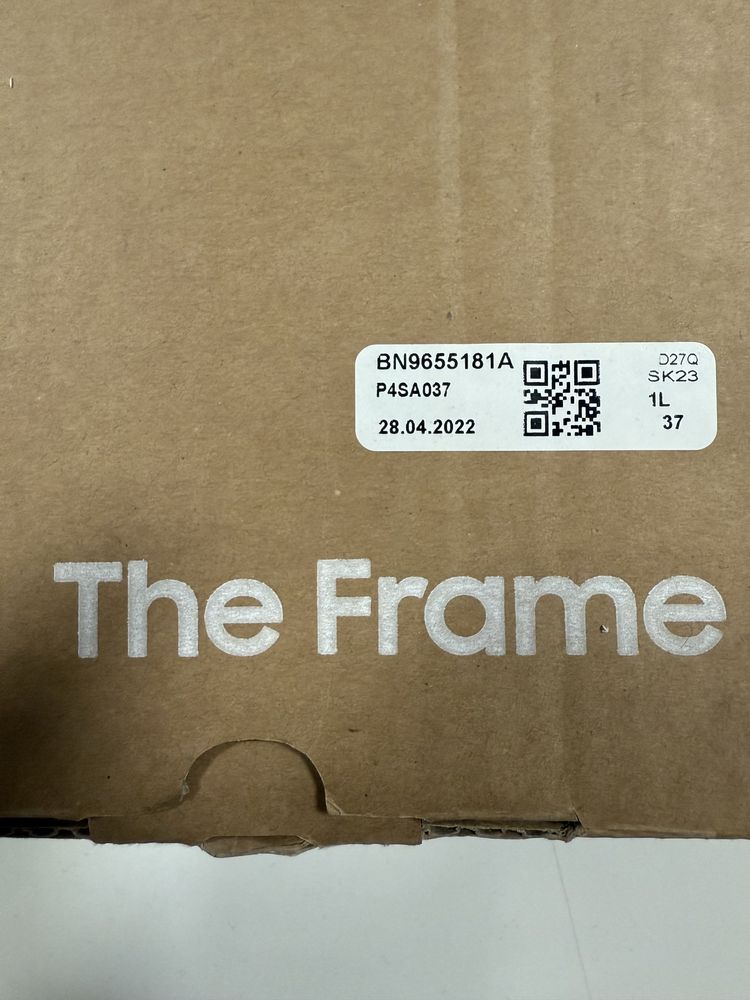 BN9655181A
P4SA037
28.04.2022
D27Q
SK23
1L
37
The Frame